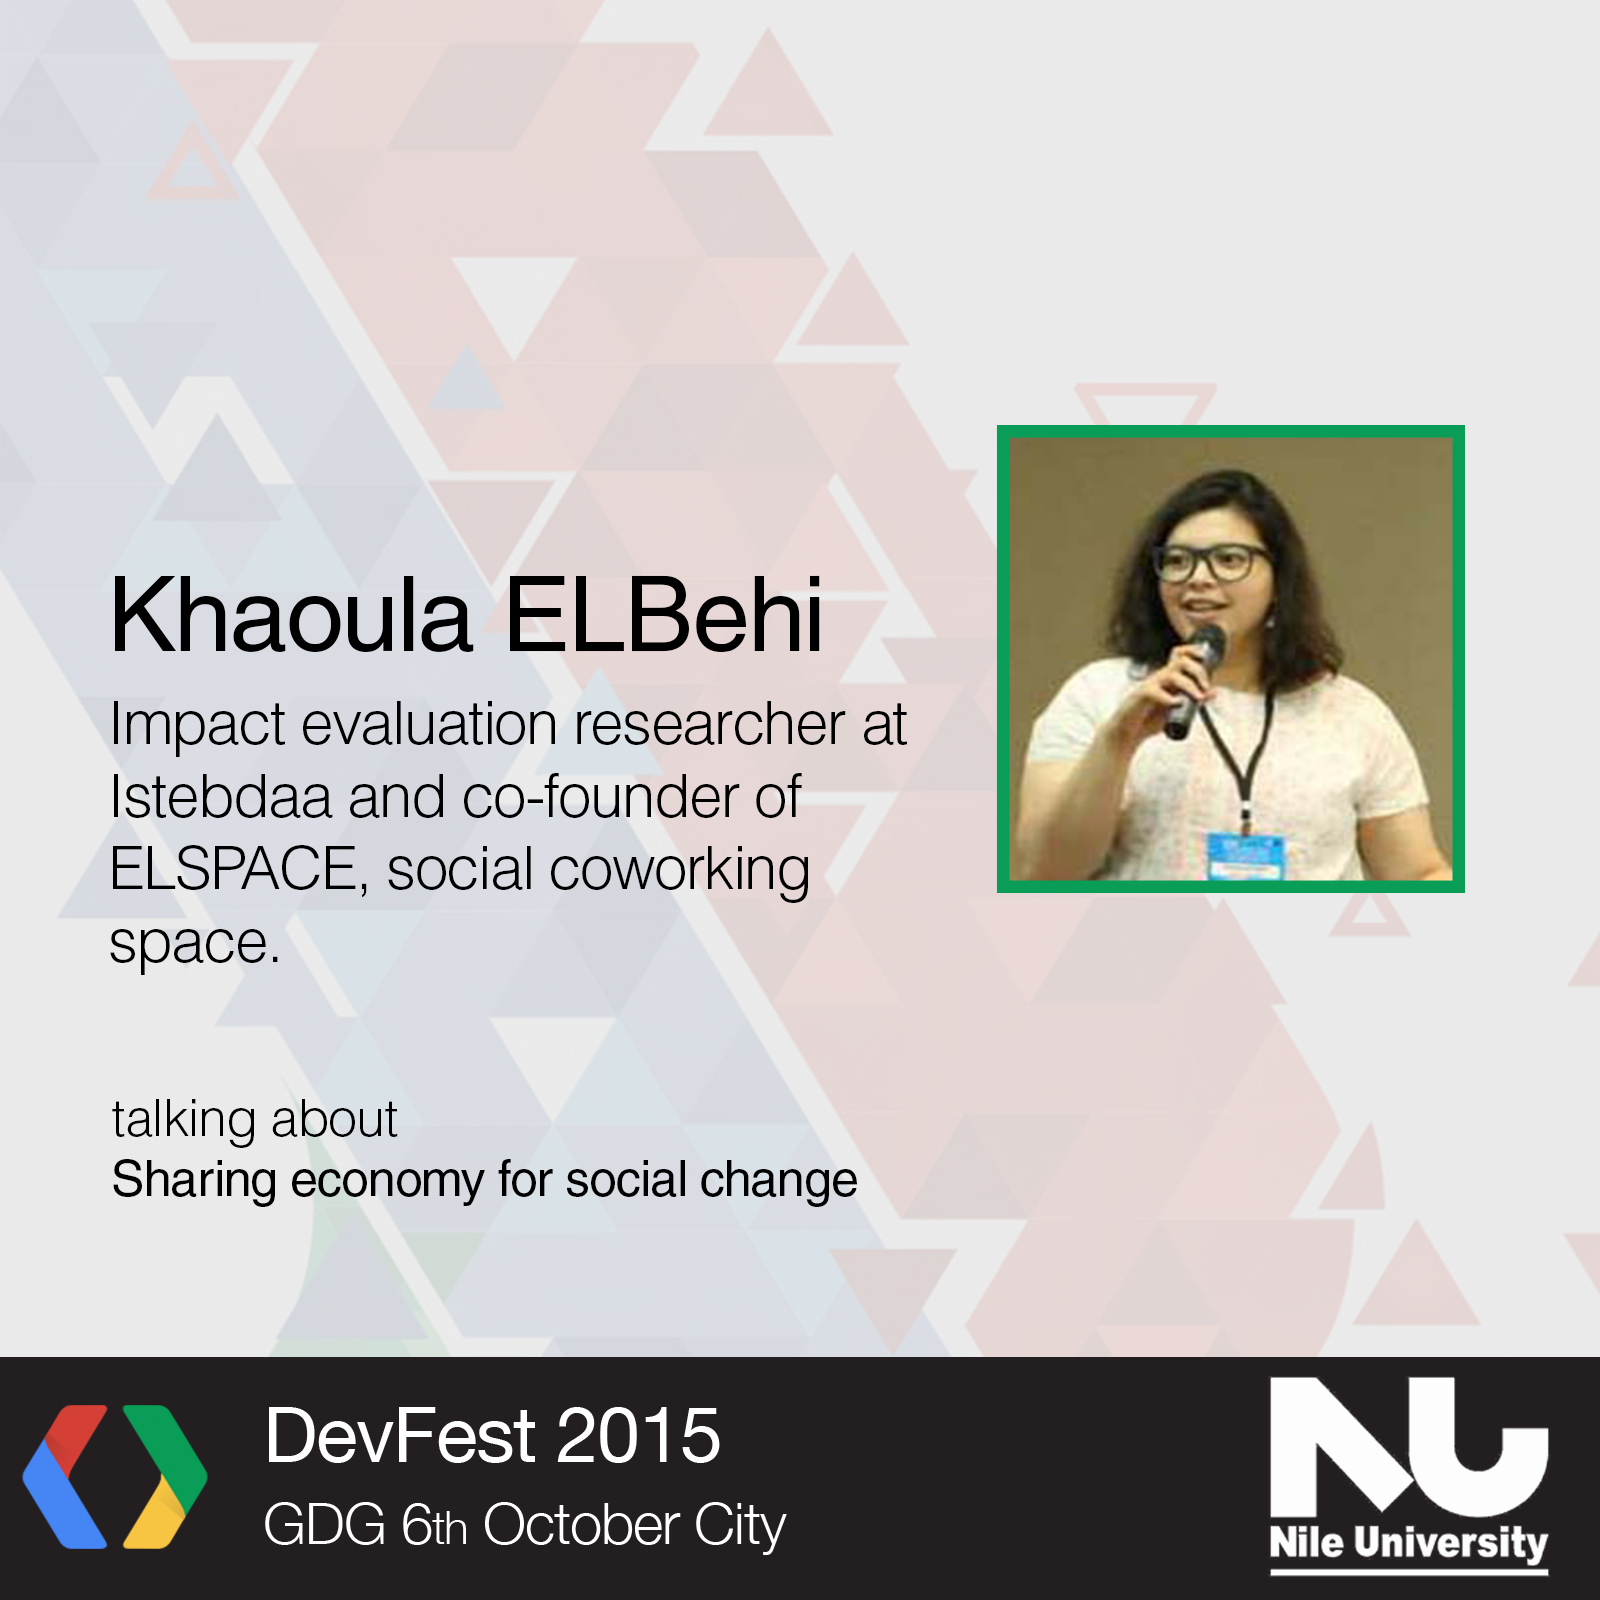 Khaoula ELBehi
Impact evaluation researcher at
Istebdaa and co-founder of
ELSPACE, social coworking
space.
talking about
Sharing economy for social change
DevFest 2015
GDG 6th October City
NU
Nile University